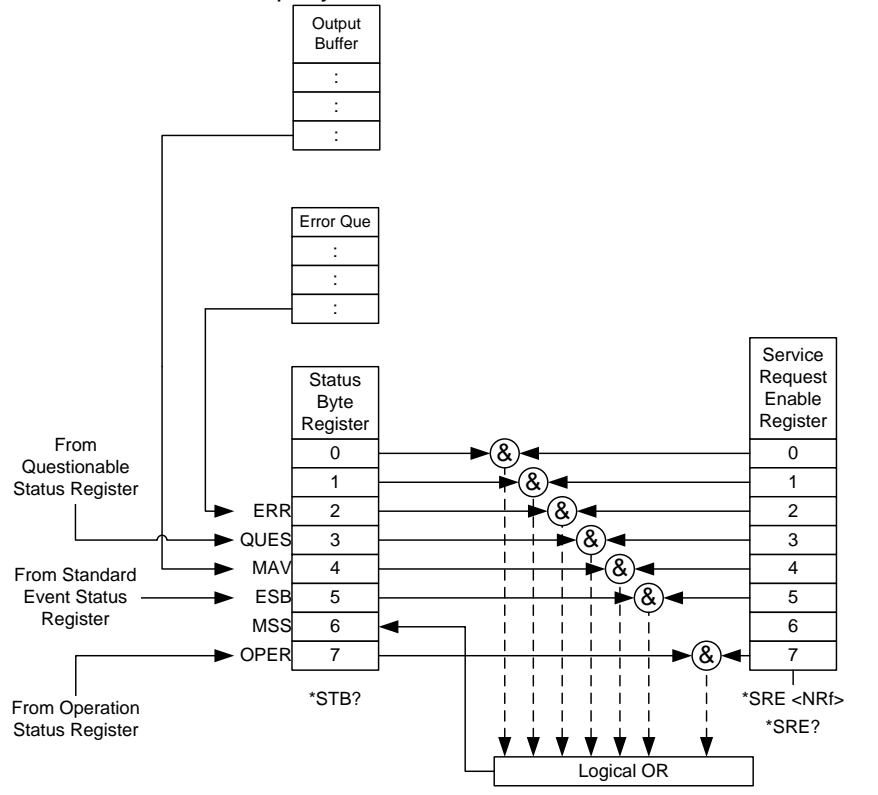 Output
Buffer
:
:
:
Error Que
:
:
:
Status
Byte
Register
0
1
2
3
4
5
6
7
ERR
QUES
MAV
ESB
MSS
OPER
*STB?
From
Questionable
Status Register
From Standard
Event Status
Register
From Operation
Status Register
&
&
&
&
&
&
&
Service
Request
Enable
Register
0
1
2
3
4
5
6
7
*SRE <NRf>
*SRE?
Logical OR